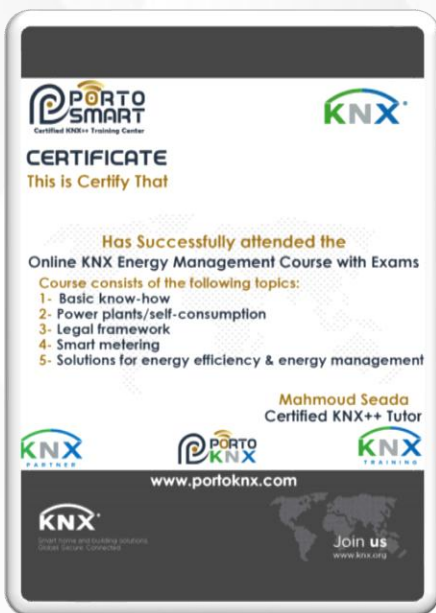 PORTO
SMART
Certified KNX++ Training Center
KNX
CERTIFICATE
This is Certify That
Has Successfully attended the
Online KNX Energy Management Course with Exams
Course consists of the following topics:
1- Basic know-how
2- Power plants/self-consumption
3- Legal framework
4- Smart metering
5- Solutions for energy efficiency & energy management
Mahmoud Seada
Certified KNX++ Tutor
KNX
PARTNER
PORTO
KNX
KNX
TRAINING
www.portoknx.com
KNX
Smart home and building solutions.
Global. Secure. Connected.
Join us
www.knx.org